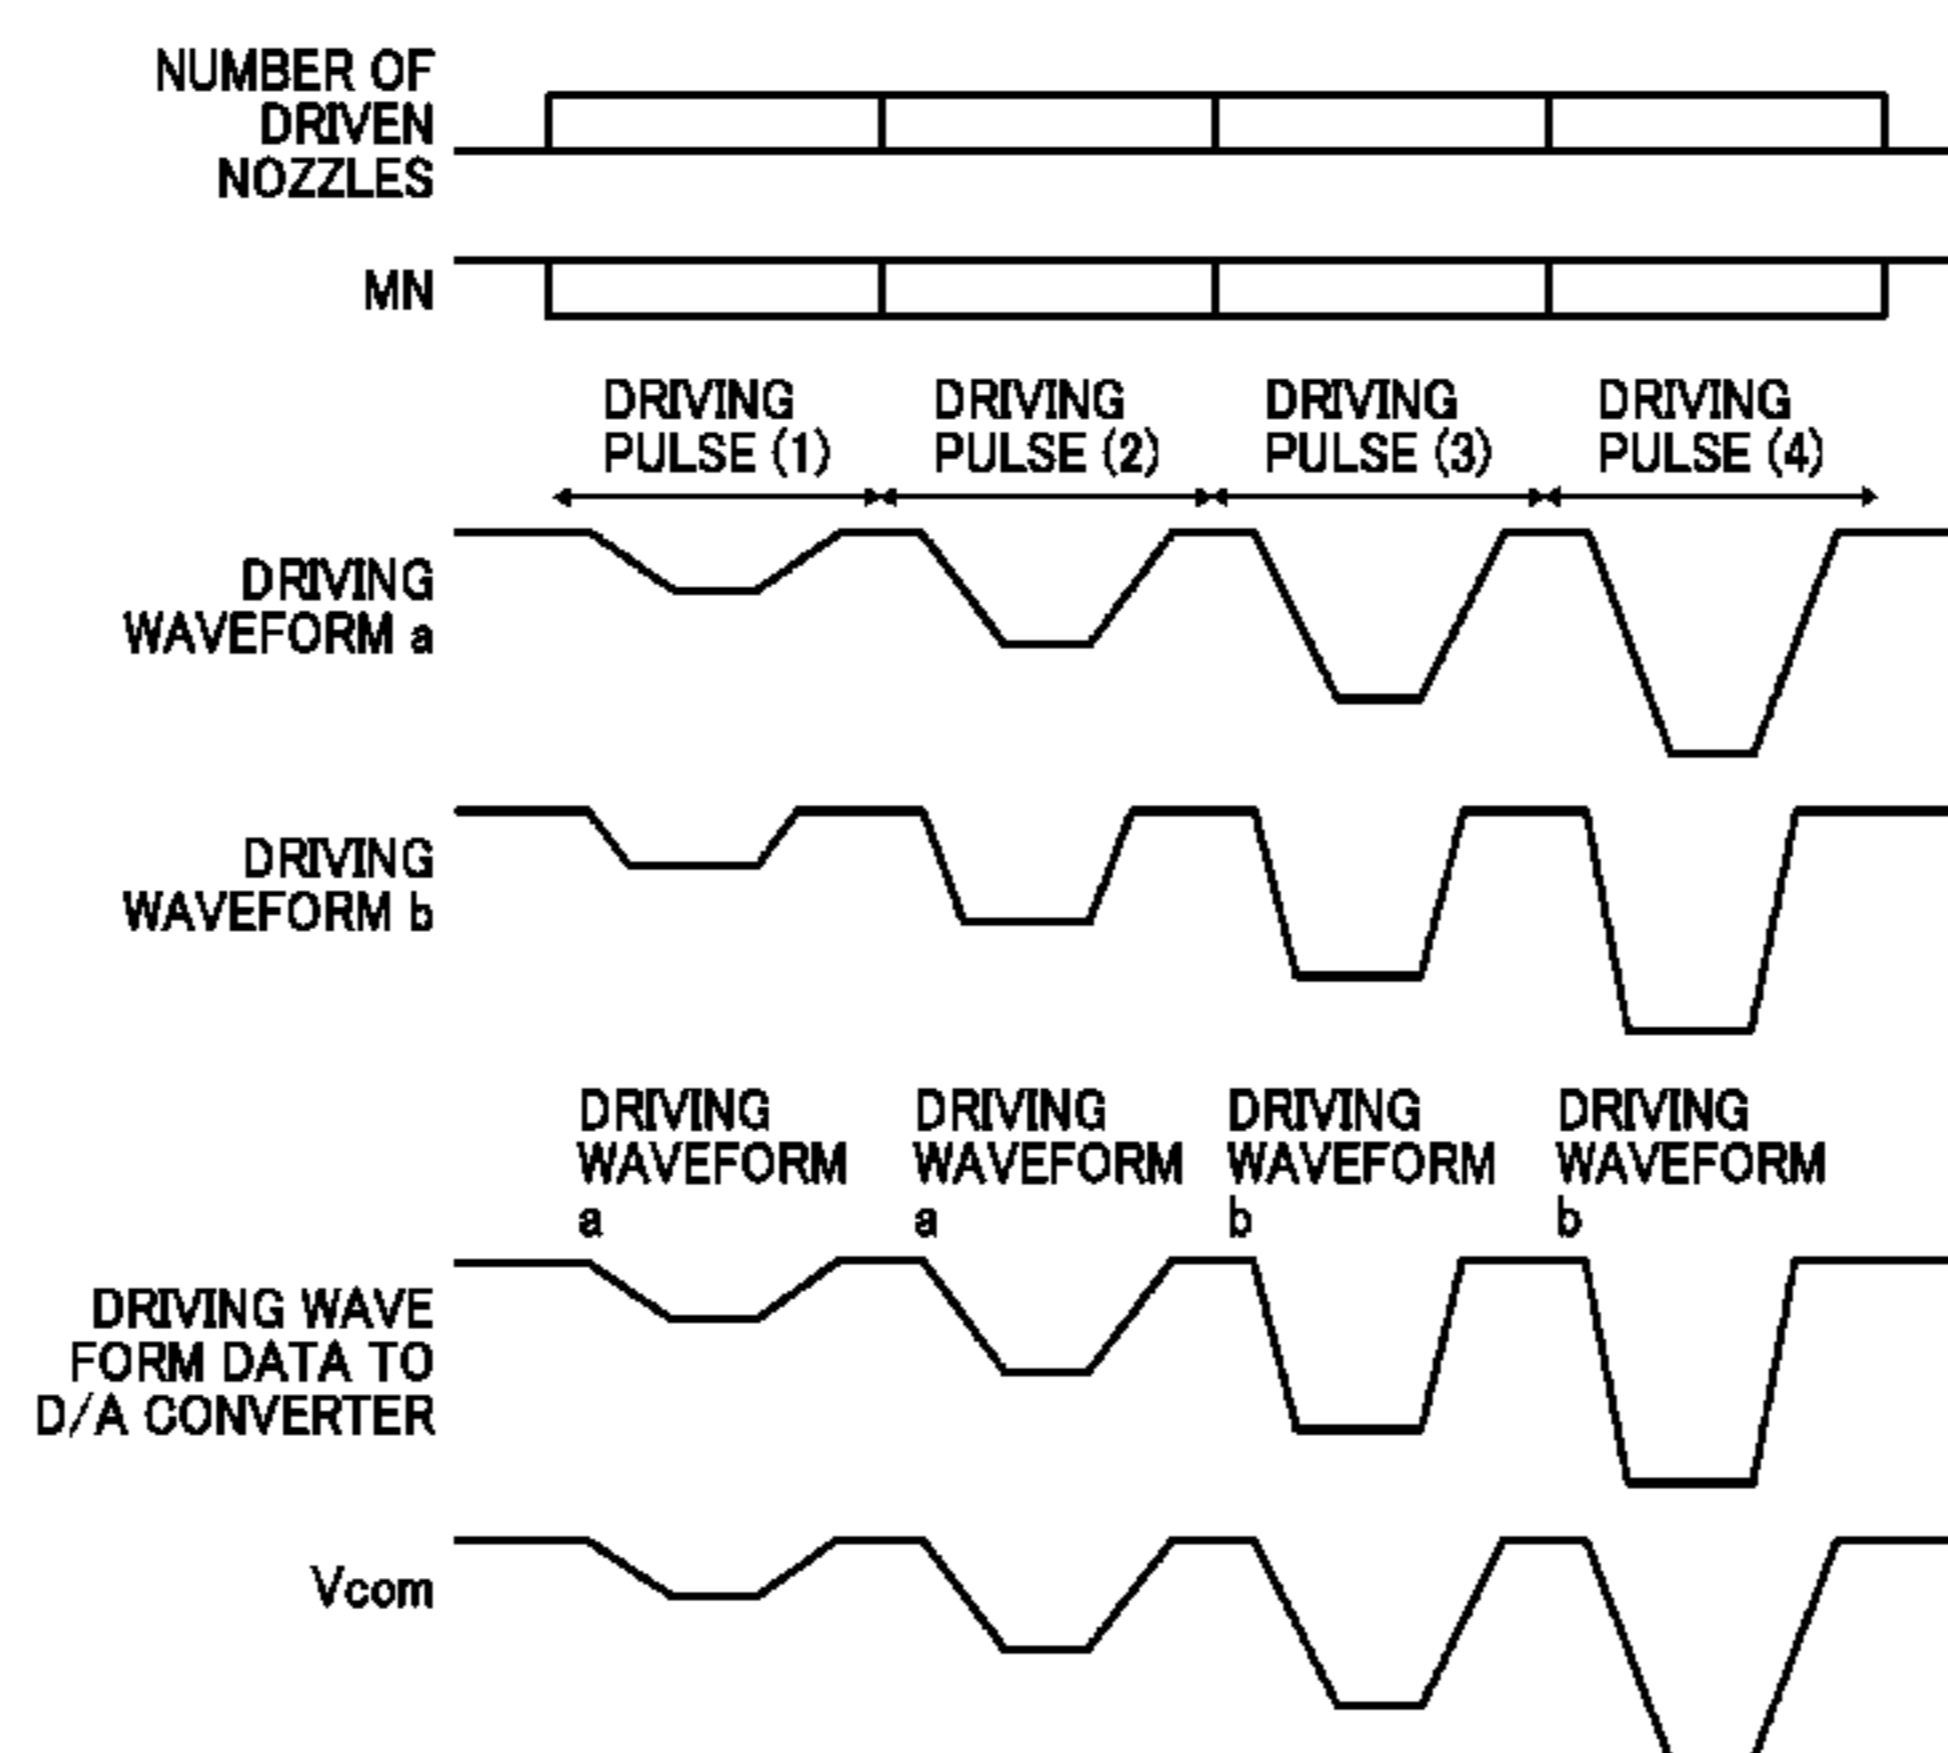 NUMBER OF
DRIVEN
NOZZLES
MN
DRIVING
PULSE (1)
DRIVING
PULSE (2)
DRIVING
PULSE (3)
DRIVING
PULSE (4)
DRIVING
WAVEFORM a
DRIVING
WAVEFORM b
DRIVING
WAVEFORM
a
DRIVING
WAVEFORM
a
DRIVING
WAVEFORM
b
DRIVING
WAVEFORM
b
DRIVING WAVE
FORM DATA TO
D/A CONVERTER
Vcom